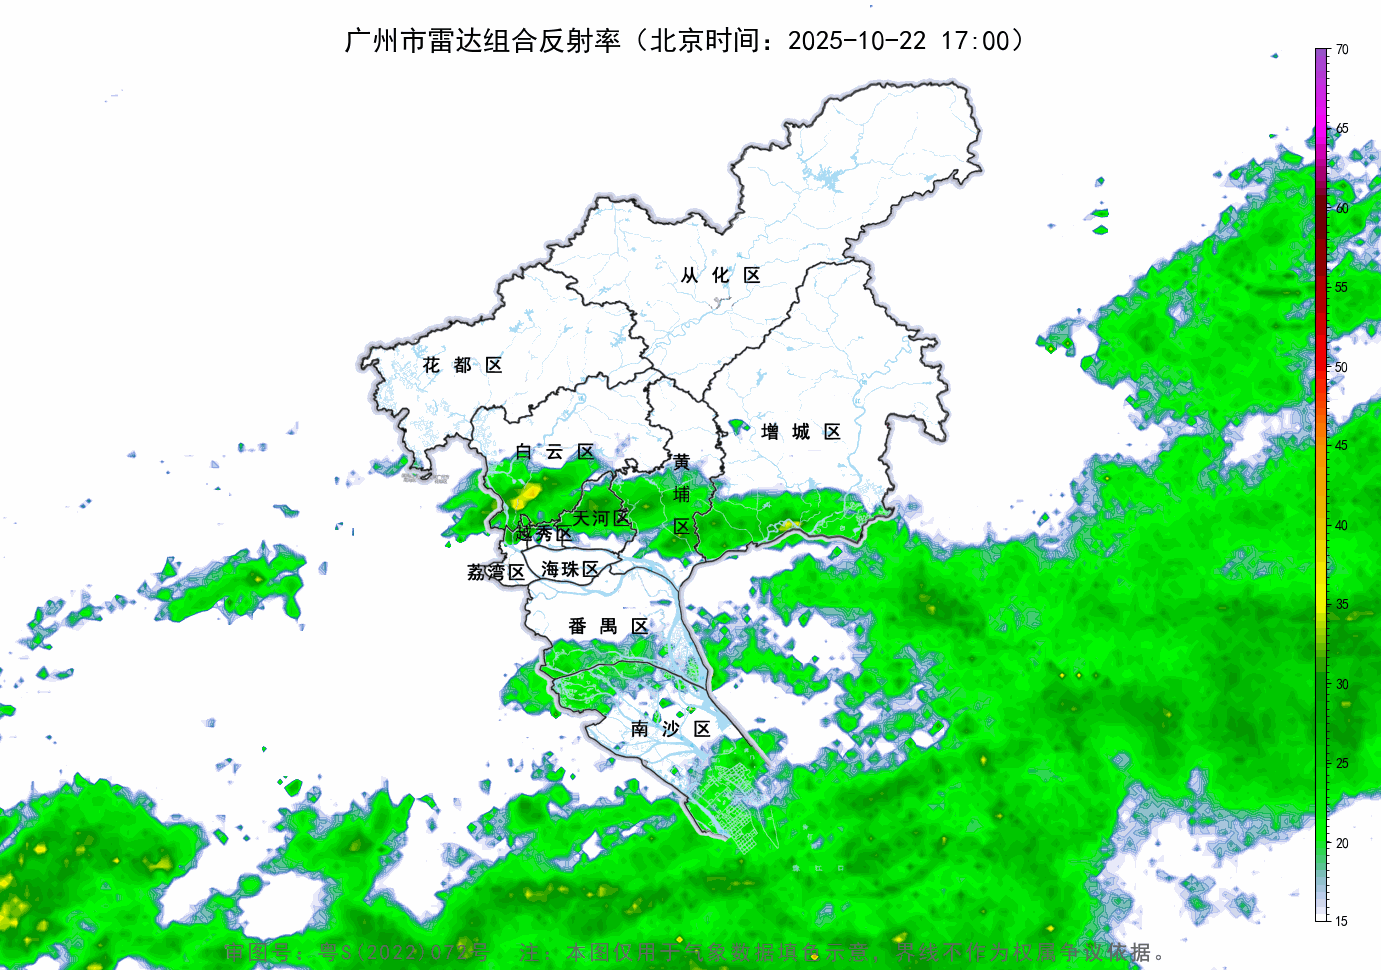 广州市雷达组合反射率（北京时间：2025-10-22 17:00）
70
65
60
55
50
45
40
35
30
25
20
15
从 化 区
花 都 区
增 城 区
白 云 区
黄
埔
区
天河区
越秀区
荔湾区
海珠区
番 禺 区
南 沙 区
珠 江 口
审图号：粤S(2022)073号 注：本图仅用于气象数据填色示意，界线不作为权属争议依据。